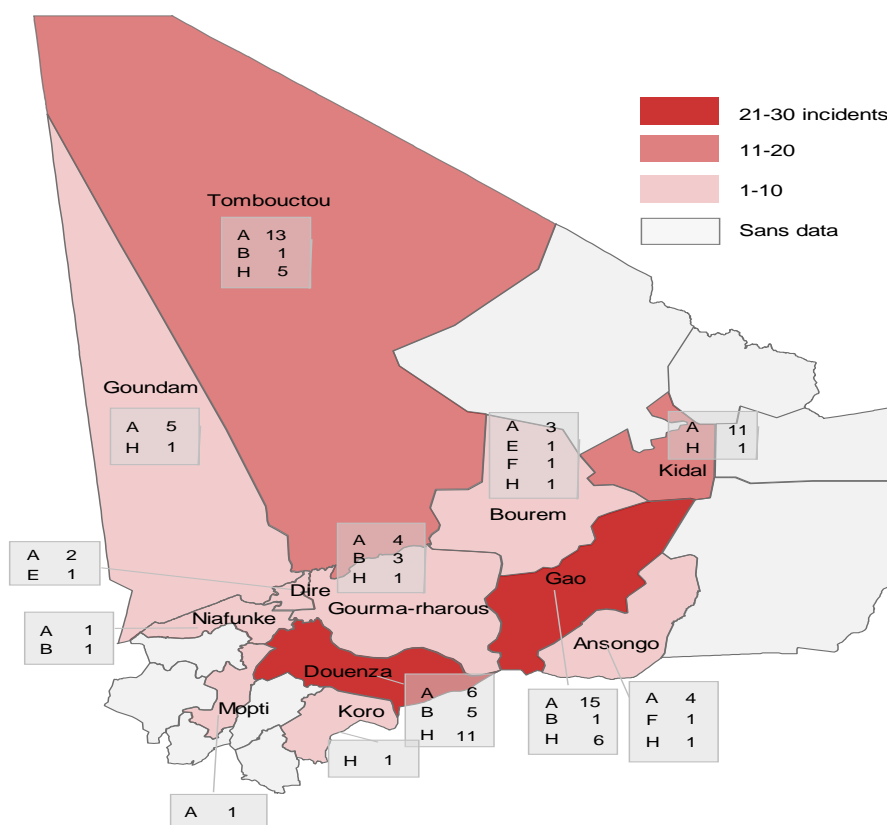 21-30 incidents
11-20
1-10
Sans data
Tombouctou
A 13
B 1
H 5
Goundam
A 5
H 1
A 3
E 1
F 1
H 1
A 11
H 1
Kidal
Bourem
A 4
B 3
H 1
A 2
E 1
Dire
Gourma-rharous
Gao
Niafunke
A 1
B 1
Ansongo
Douenza
A 6
B 5
H 11
Mopti
Koro
A 15
B 1
H 6
A 4
F 1
H 1
H 1
A 1